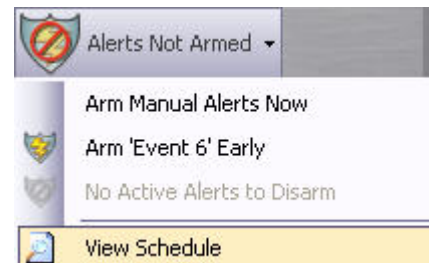 Alerts Not Armed
Arm Manual Alerts Now
Arm 'Event 6' Early
No Active Alerts to Disarm
View Schedule